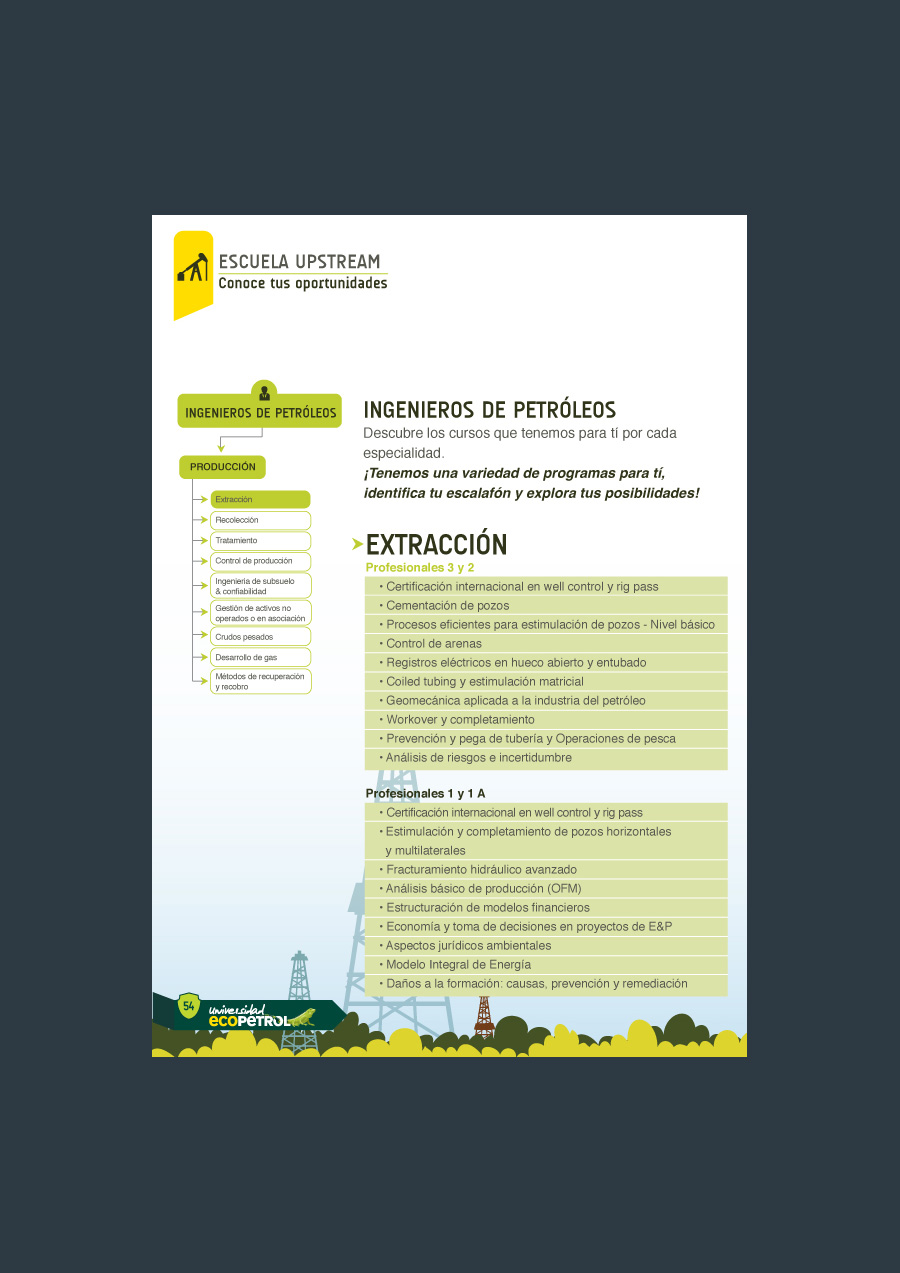 ESCUELA UPSTREAM
Conoce tus oportunidades
INGENIEROS DE PETRÓLEOS
PRODUCCIÓN
Extracción
Recolección
Tratamiento
Control de producción
Ingeniería de subsuelo
& confiabilidad
Gestión de activos no
operados o en asociación
Crudos pesados
Desarrollo de gas
Métodos de recuperación
y recobro
INGENIEROS DE PETRÓLEOS
Descubre los cursos que tenemos para tí por cada
especialidad.
¡Tenemos una variedad de programas para tí,
identifica tu escalafón y explora tus posibilidades!
EXTRACCIÓN
Profesionales 3 y 2
• Certificación internacional en well control y rig pass
• Cementación de pozos
• Procesos eficientes para estimulación de pozos - Nivel básico
• Control de arenas
• Registros eléctricos en hueco abierto y entubado
• Coiled tubing y estimulación matricial
• Geomecánica aplicada a la industria del petróleo
• Workover y completamiento
• Prevención y pega de tubería y Operaciones de pesca
• Análisis de riesgos e incertidumbre
Profesionales 1 y 1 A
• Certificación internacional en well control y rig pass
• Estimulación y completamiento de pozos horizontales
y multilaterales
• Fracturamiento hidráulico avanzado
• Análisis básico de producción (OFM)
• Estructuración de modelos financieros
• Economía y toma de decisiones en proyectos de E&P
• Aspectos jurídicos ambientales
• Modelo Integral de Energía
• Daños a la formación: causas, prevención y remediación
54
universidad
ecopetrol